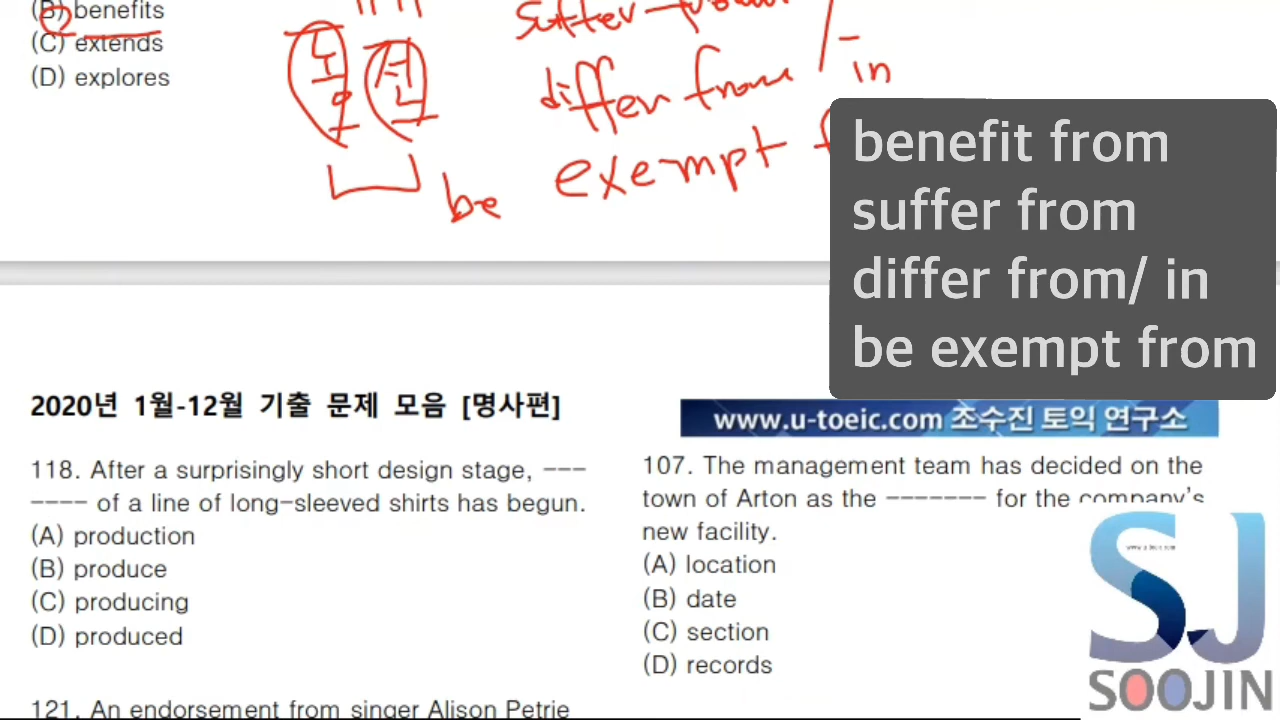 (B) benefits
(C) extends
(D) explores
동 전
suffer from
differ from / in
be exempt f
benefit from
suffer from
differ from/ in
be exempt from
2020년 1월-12월 기출 문제 모음 [명사편]
www.u-toeic.com 조수진 토익 연구소
118. After a surprisingly short design stage, ---
---- of a line of long-sleeved shirts has begun.
(A) production
(B) produce
(C) producing
(D) produced
121. An endorsement from singer Alison Petrie
107. The management team has decided on the
town of Arton as the ------- for the company's
new facility.
(A) location
(B) date
(C) section
(D) records
SJ
SOOJIN